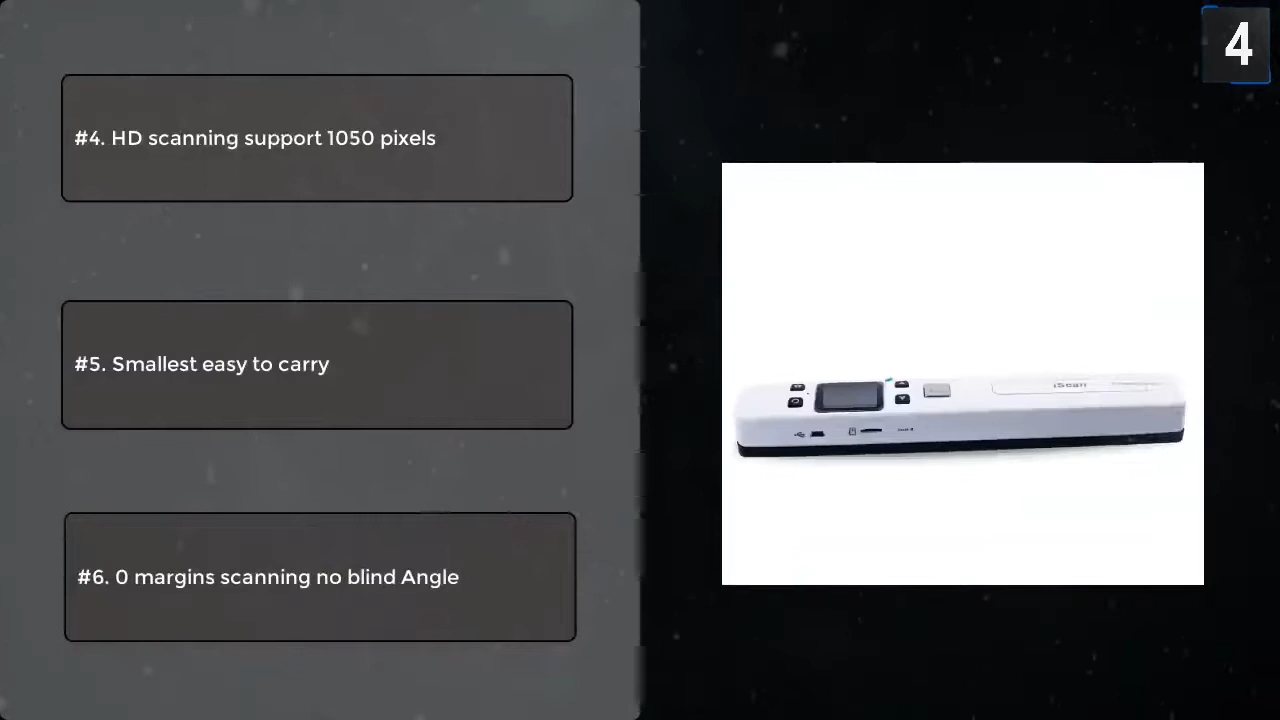 4
#4. HD scanning support 1050 pixels
#5. Smallest easy to carry
#6. 0 margins scanning no blind Angle
iScan